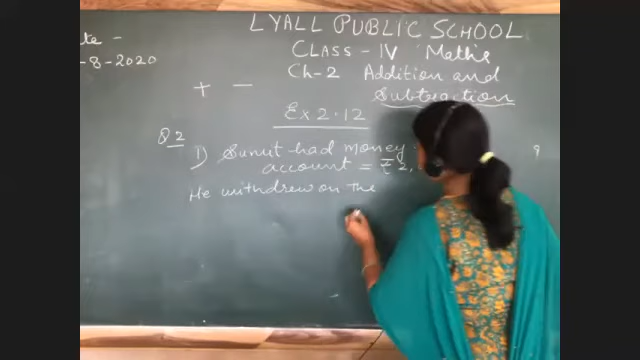 LYALL PUBLIC SCHOOL
CLASS - IV Maths
-8-2020
Ch-2 Addition and
Subtraction
+ -
Ex 2.12
Q2
1) Sumit had money
account = ₹2,
He withdrew on the